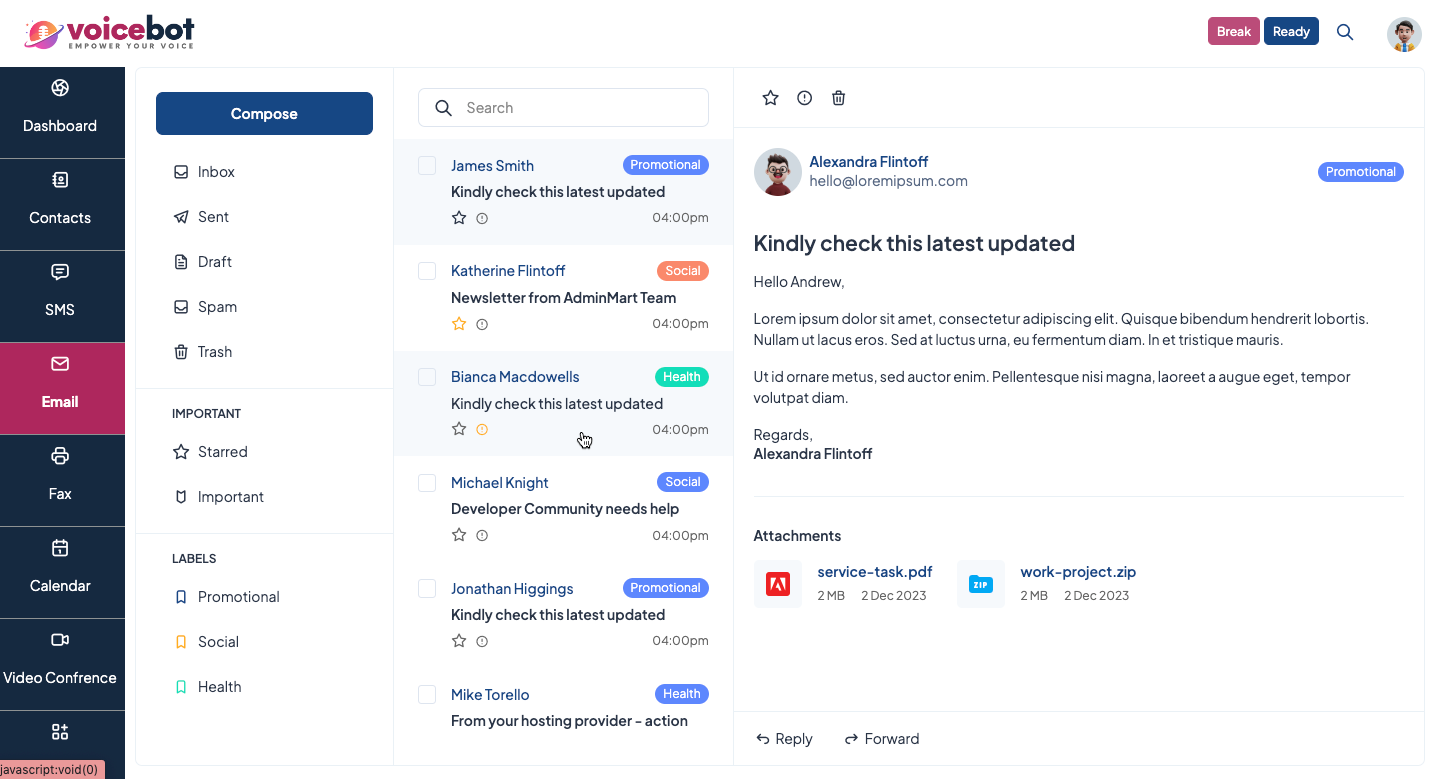 voicebot
EMPOWER YOUR VOICE
Break
Ready
Dashboard
Contacts
SMS
Email
Fax
Calendar
Video Confrence
javascript:void(0)
Compose
Inbox
Sent
Draft
Spam
Trash
IMPORTANT
Starred
Important
LABELS
Promotional
Social
Health
Search
James Smith Promotional
Kindly check this latest updated
04:00pm
Katherine Flintoff Social
Newsletter from AdminMart Team
04:00pm
Bianca Macdowells Health
Kindly check this latest updated
04:00pm
Michael Knight Social
Developer Community needs help
04:00pm
Jonathan Higgings Promotional
Kindly check this latest updated
04:00pm
Mike Torello Health
From your hosting provider - action
Alexandra Flintoff
hello@loremipsum.com
Promotional
Kindly check this latest updated
Hello Andrew,
Lorem ipsum dolor sit amet, consectetur adipiscing elit. Quisque bibendum hendrerit lobortis.
Nullam ut lacus eros. Sed at luctus urna, eu fermentum diam. In et tristique mauris.
Ut id ornare metus, sed auctor enim. Pellentesque nisi magna, laoreet a augue eget, tempor
volutpat diam.
Regards,
Alexandra Flintoff
Attachments
service-task.pdf
2 MB 2 Dec 2023
ZIP
work-project.zip
2 MB 2 Dec 2023
Reply
Forward